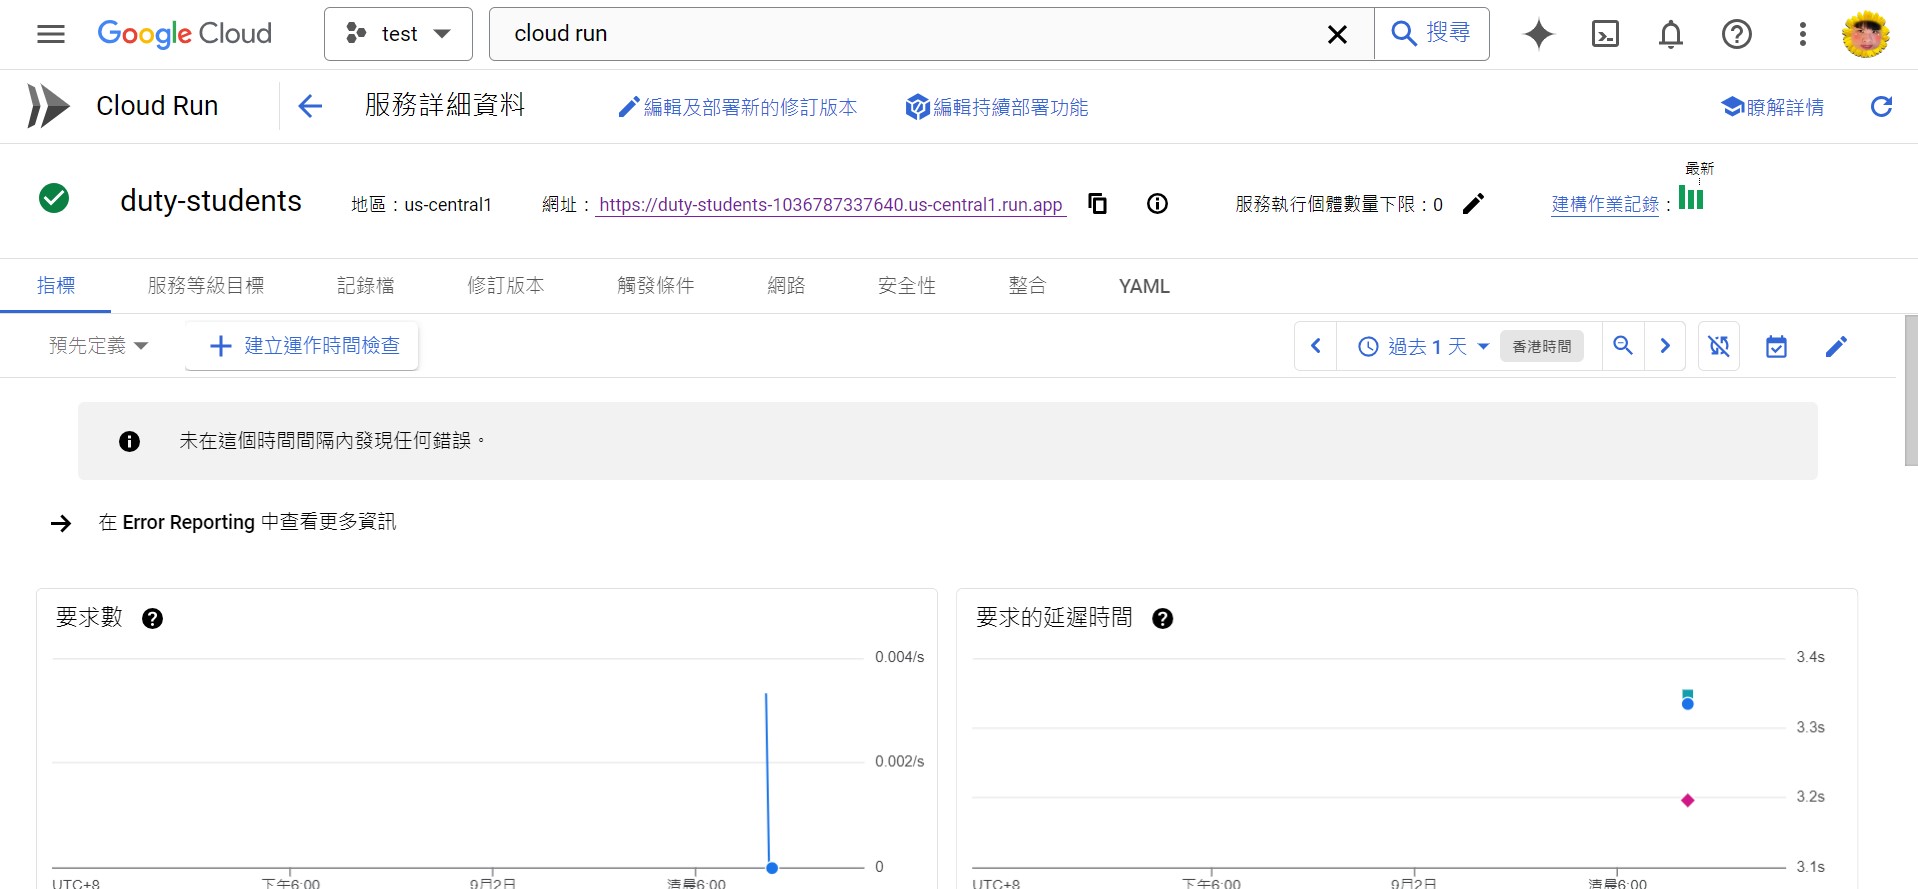 Google Cloud
test
cloud run
搜尋
Cloud Run
服務詳細資料
編輯及部署新的修訂版本
編輯持續部署功能
瞭解詳情
最新
duty-students
地區：us-central1
網址：https://duty-students-1036787337640.us-central1.run.app
服務執行個體數量下限：0
建構作業記錄：
指標
服務等級目標
記錄檔
修訂版本
觸發條件
網路
安全性
整合
YAML
預先定義
建立運作時間檢查
過去 1 天
香港時間
未在這個時間間隔內發現任何錯誤。
在 Error Reporting 中查看更多資訊
要求數
0.004/s
0.002/s
0
UTC+8
下午6:00
9月2日
清晨6:00
要求的延遲時間
3.4s
3.3s
3.2s
3.1s
UTC+8
下午6:00
9月2日
清晨6:00